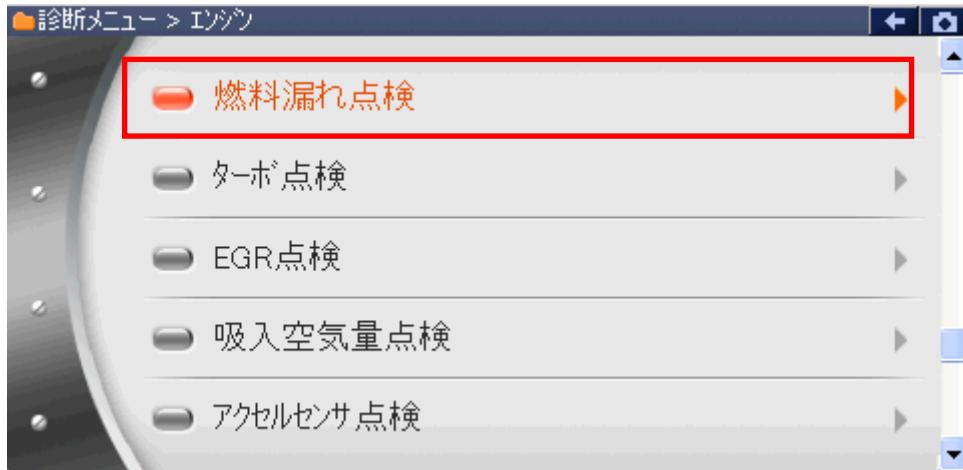 診断メニュー > エンジン
燃料漏れ点検
ターボ点検
EGR点検
吸入空気量点検
アクセルセンサ点検